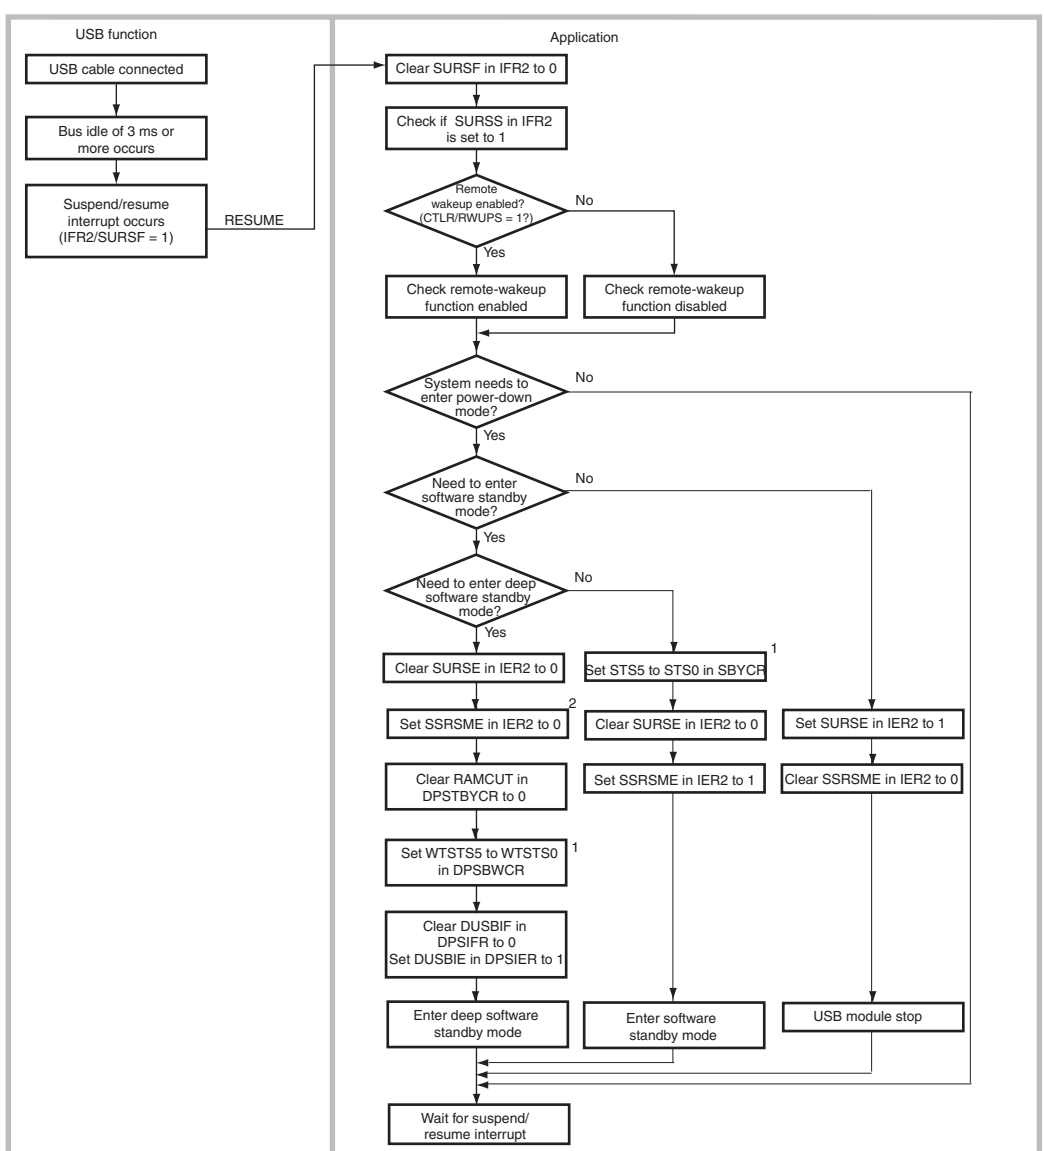 USB function
USB cable connected
Bus idle of 3 ms or
more occurs
Suspend/resume
interrupt occurs
(IFR2/SURSF = 1)
RESUME
Application
Clear SURSF in IFR2 to 0
Check if SURSS in IFR2
is set to 1
Remote
wakeup enabled?
(CTLR/RWUPS = 1?)
No
Yes
Check remote-wakeup
function enabled
Check remote-wakeup
function disabled
System needs to
enter power-down
mode?
No
Yes
Need to enter
software standby
mode?
No
Yes
Need to enter deep
software standby
mode?
No
Yes
Clear SURSE in IER2 to 0
Set SSRSME in IER2 to 0
2
Clear RAMCUT in
DPSTBYCR to 0
Set WTSTS5 to WTSTS0
in DPSBWCR
1
Clear DUSBIF in
DPSIFR to 0
Set DUSBIE in DPSIER to 1
Enter deep software
standby mode
Set STS5 to STS0 in SBYCR
1
Clear SURSE in IER2 to 0
Set SSRSME in IER2 to 1
Enter software
standby mode
Set SURSE in IER2 to 1
Clear SSRSME in IER2 to 0
USB module stop
Wait for suspend/
resume interrupt